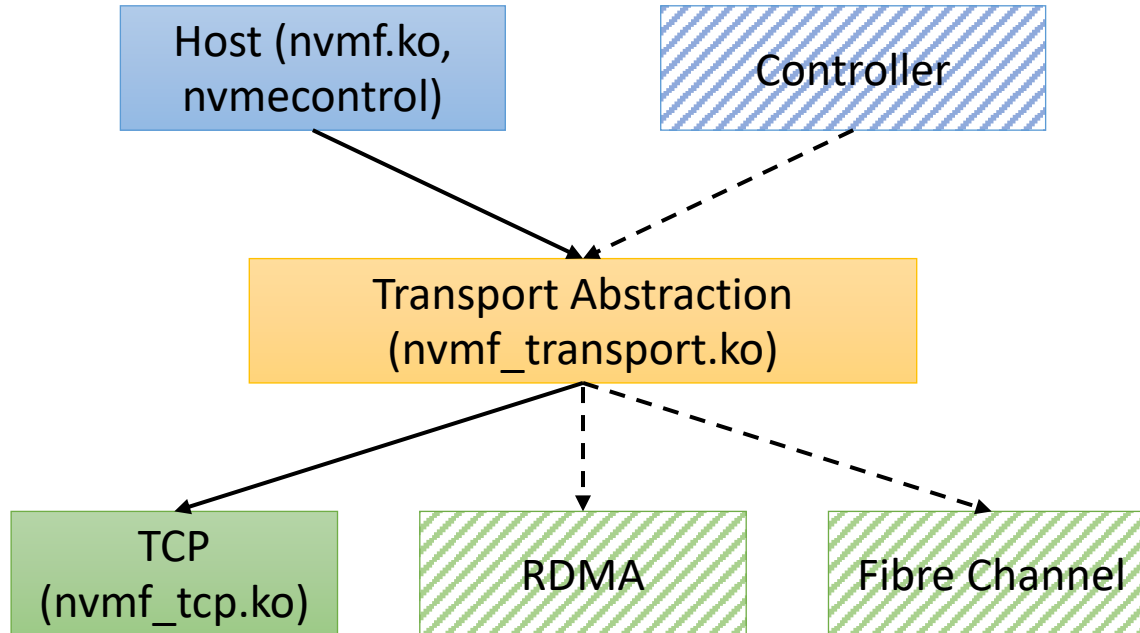 Host (nvmf.ko,
nvmecontrol)
Controller
Transport Abstraction
(nvmf_transport.ko)
TCP
(nvmf_tcp.ko)
RDMA
Fibre Channel